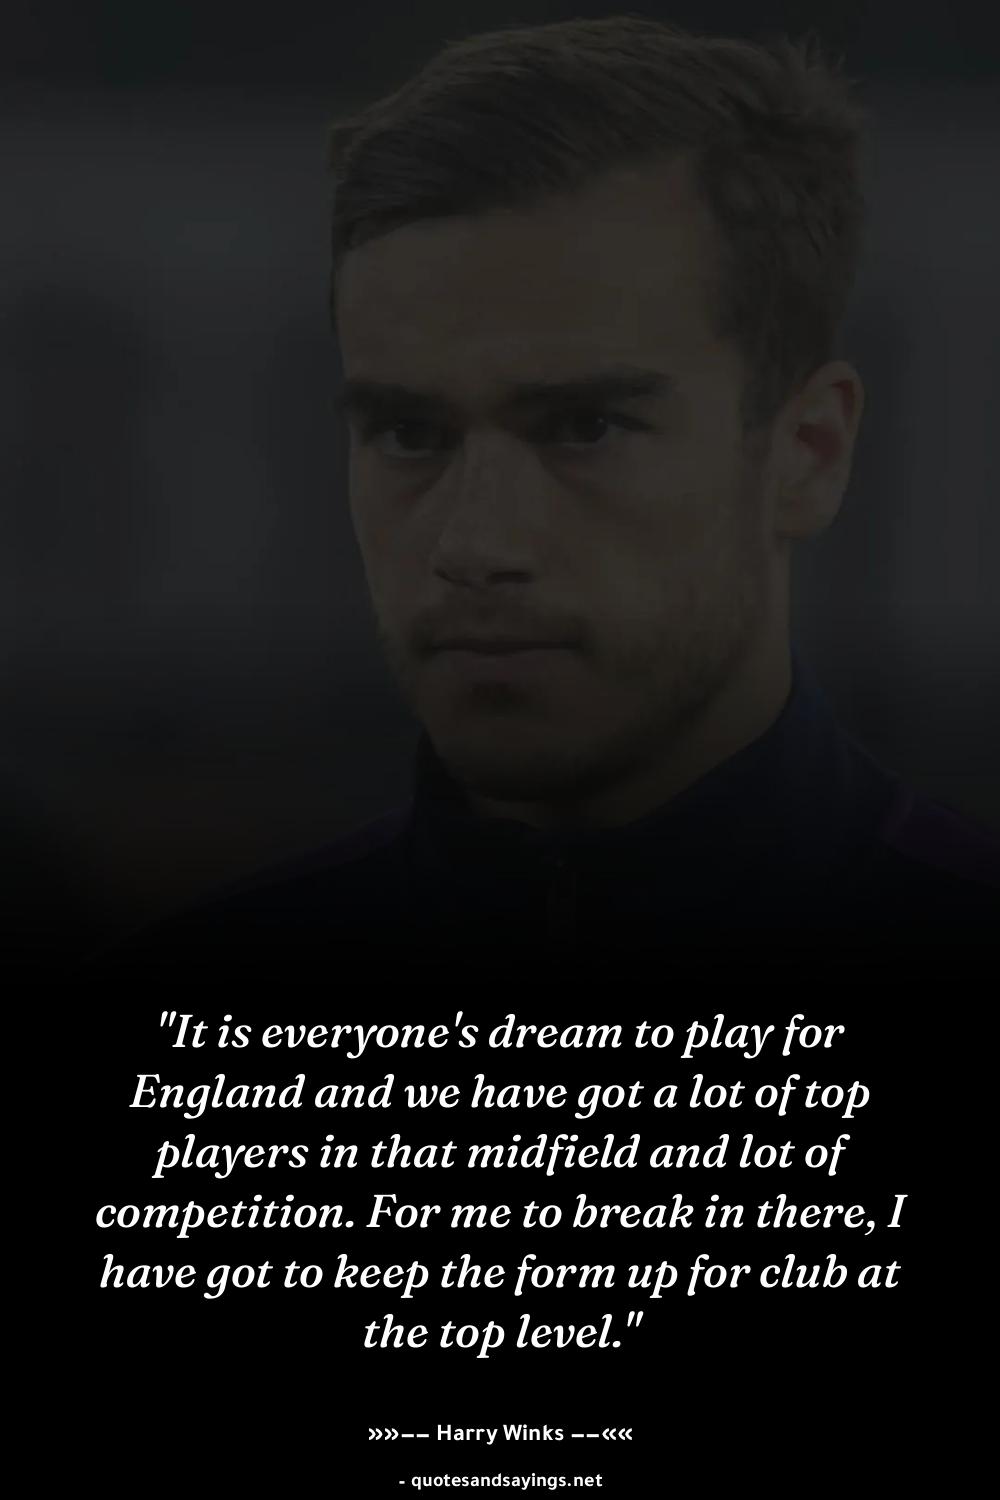 "It is everyone's dream to play for
England and we have got a lot of top
players in that midfield and lot of
competition. For me to break in there, I
have got to keep the form up for club at
the top level."
»»−− Harry Winks −−««
- quotesandsayings.net